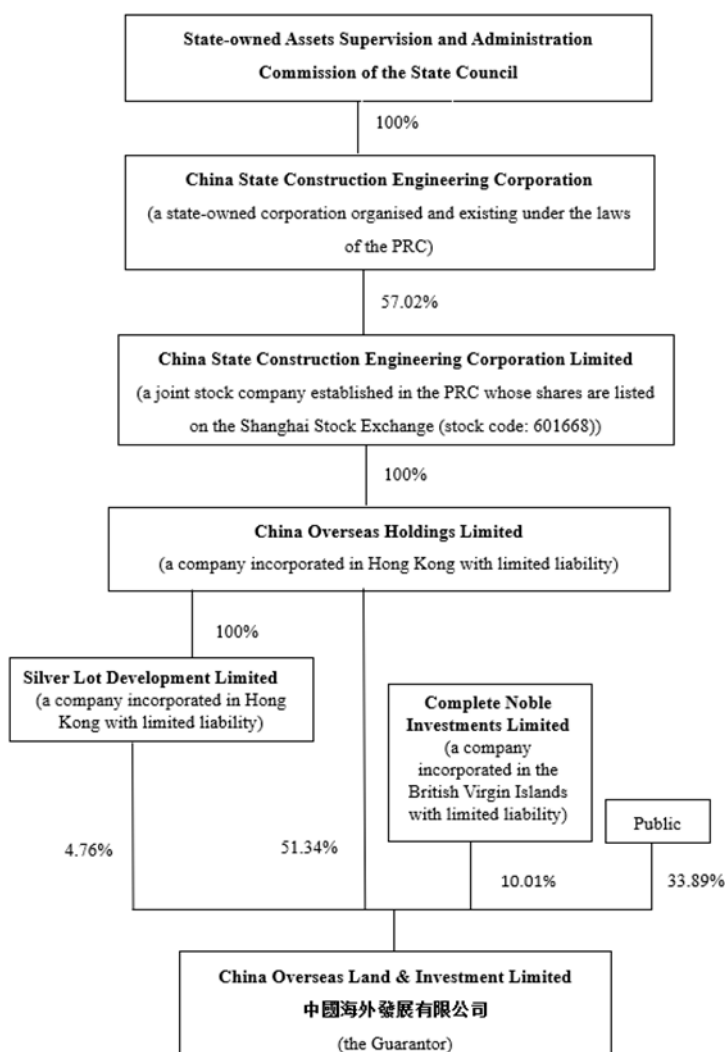 State-owned Assets Supervision and Administration
Commission of the State Council
100%
China State Construction Engineering Corporation
(a state-owned corporation organised and existing under the laws
of the PRC)
57.02%
China State Construction Engineering Corporation Limited
(a joint stock company established in the PRC whose shares are listed
on the Shanghai Stock Exchange (stock code: 601668))
100%
China Overseas Holdings Limited
(a company incorporated in Hong Kong with limited liability)
100%
Silver Lot Development Limited
(a company incorporated in Hong
Kong with limited liability)
Complete Noble
Investments Limited
(a company
incorporated in the
British Virgin Islands
with limited liability)
Public
4.76%
51.34%
10.01%
33.89%
China Overseas Land & Investment Limited
中國海外發展有限公司
(the Guarantor)